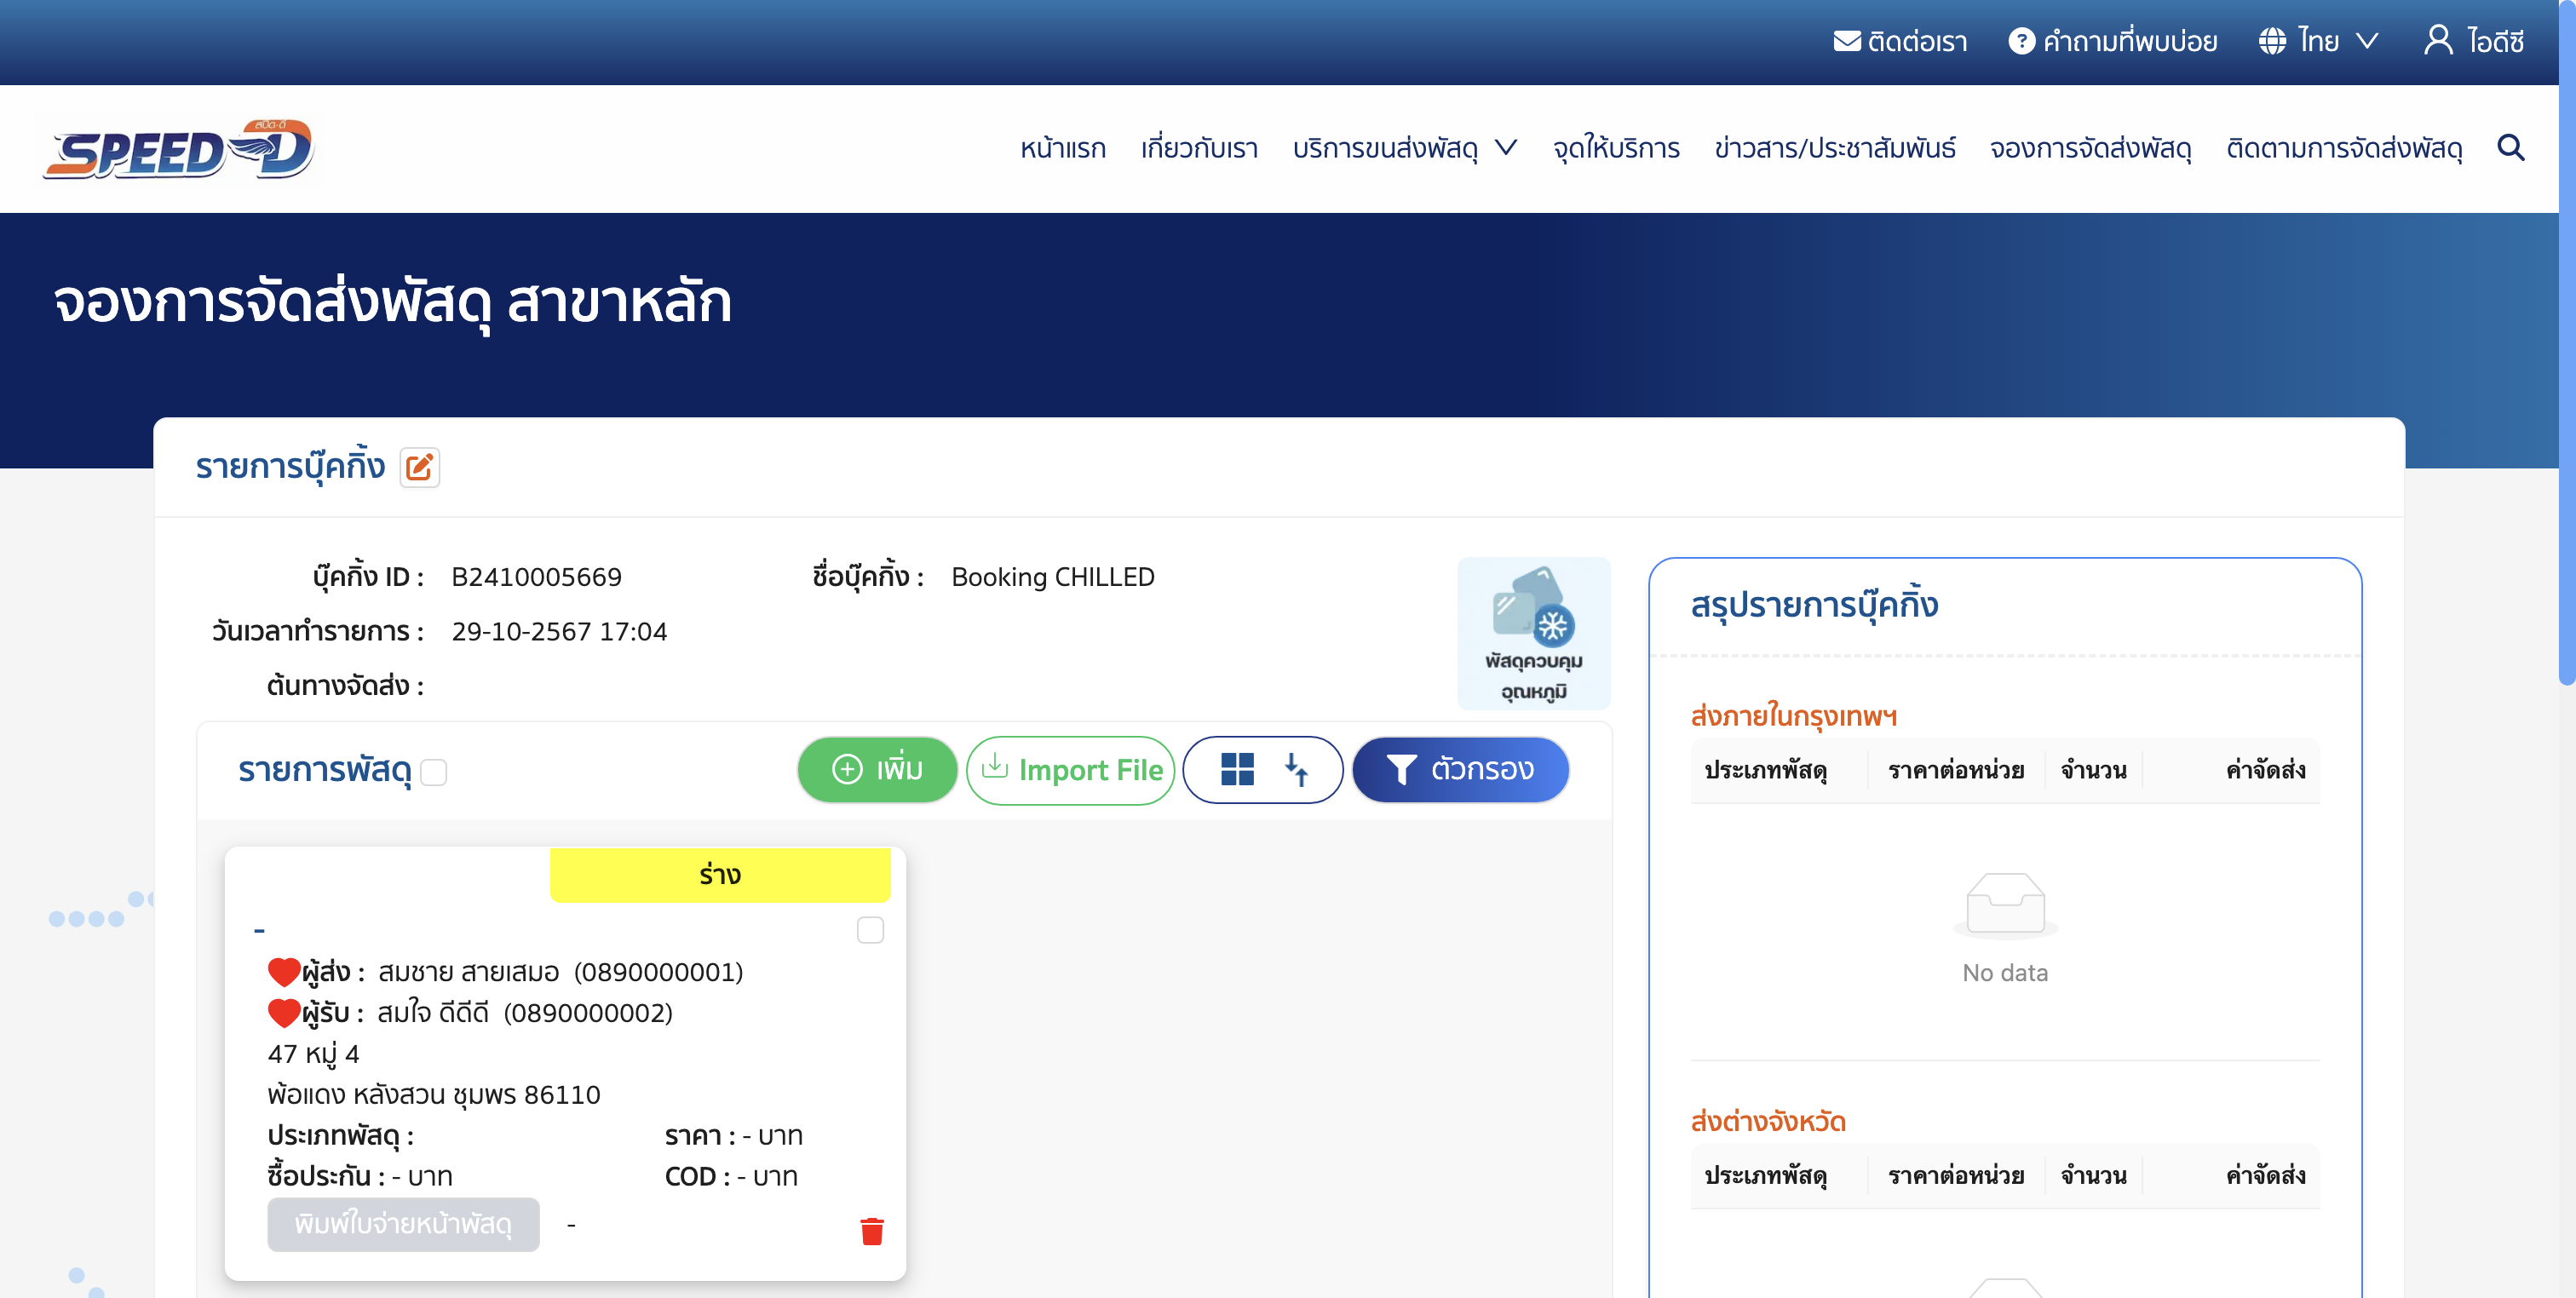 ติดต่อเรา คำถามที่พบบ่อย ไทย ไอดีซี
สปีด-ดี
SPEED-D
หน้าแรก เกี่ยวกับเรา บริการขนส่งพัสดุ จุดให้บริการ ข่าวสาร/ประชาสัมพันธ์ จองการจัดส่งพัสดุ ติดตามการจัดส่งพัสดุ
จองการจัดส่งพัสดุ สาขาหลัก
รายการบุ๊คกิ้ง
บุ๊คกิ้ง ID : B2410005669 ชื่อบุ๊คกิ้ง : Booking CHILLED
วันเวลาทำรายการ : 29-10-2567 17:04
ต้นทางจัดส่ง :
พัสดุควบคุม
อุณหภูมิ
รายการพัสดุ เพิ่ม Import File ตัวกรอง
ร่าง
-
ผู้ส่ง : สมชาย สายเสมอ (0890000001)
ผู้รับ : สมใจ ดีดีดี (0890000002)
47 หมู่ 4
พ้อแดง หลังสวน ชุมพร 86110
ประเภทพัสดุ : ราคา : - บาท
ซื้อประกัน : - บาท COD : - บาท
พิมพ์ใบจ่ายหน้าพัสดุ -
สรุปรายการบุ๊คกิ้ง
ส่งภายในกรุงเทพฯ
ประเภทพัสดุ ราคาต่อหน่วย จำนวน ค่าจัดส่ง
No data
ส่งต่างจังหวัด
ประเภทพัสดุ ราคาต่อหน่วย จำนวน ค่าจัดส่ง